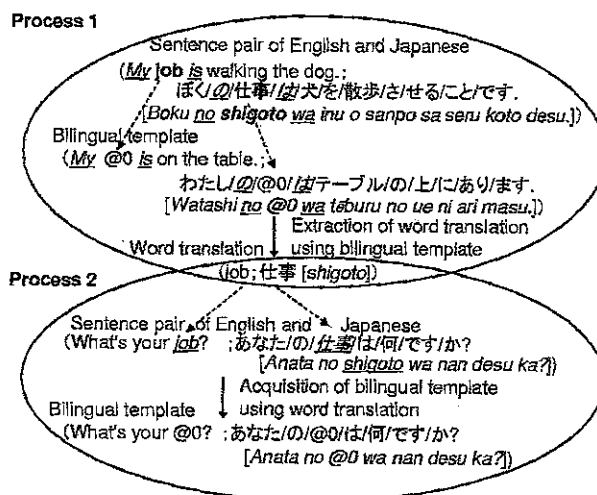 Process 1
Sentence pair of English and Japanese
(My job is walking the dog.;
ぼく/の/仕事/は/犬/を/散歩/さ/せる/こと/です.
[Boku no shigoto wa inu o sanpo sa seru koto desu.])
Bilingual template
(My @0 is on the table.;
わたし/の/@0/は/テーブル/の/上/に/あり/ます.
[Watashi no @0 wa teburu no ue ni ari masu.])
Extraction of word translation
Word translation using bilingual template
(job; 仕事 [shigoto])
Process 2
Sentence pair of English and Japanese
(What's your job? ;あなた/の/仕事/は/何/です/か?
[Anata no shigoto wa nan desu ka?])
Acquisition of bilingual template
Bilingual template using word translation
(What's your @0? ;あなた/の/@0/は/何/です/か?
[Anata no @0 wa nan desu ka?])